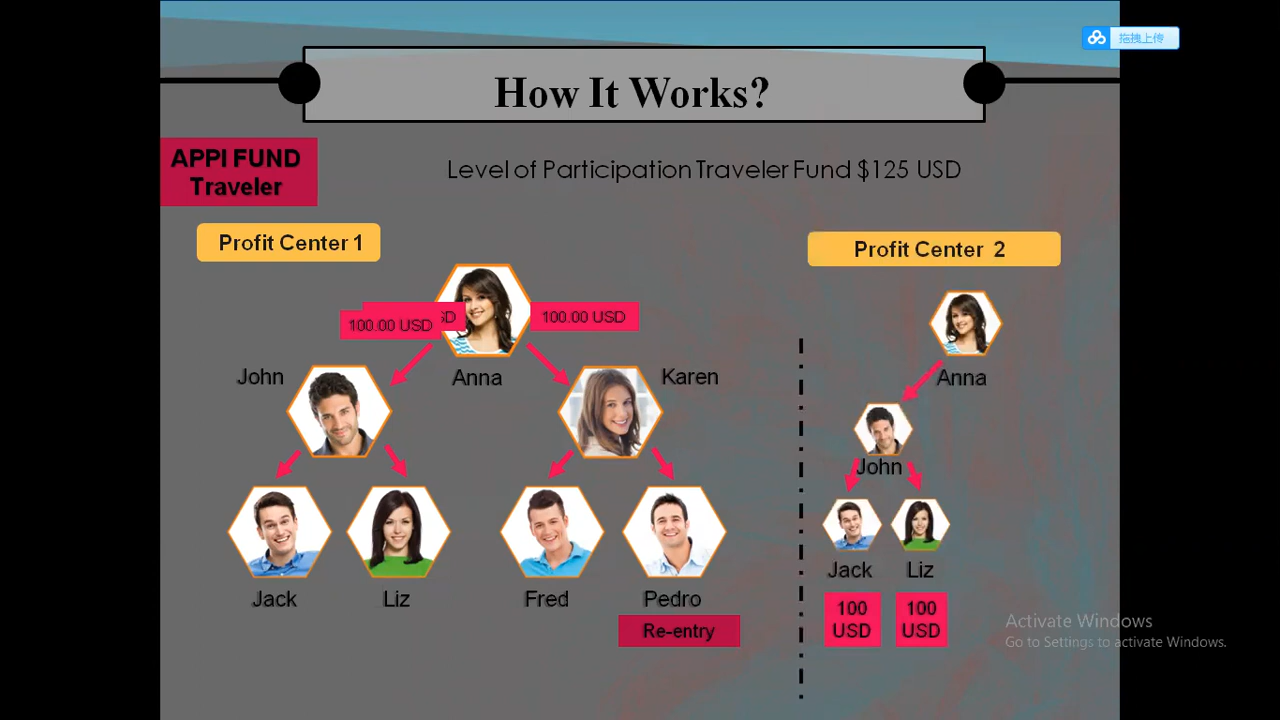 拖拽上传
How It Works?
APPI FUND
Traveler
Level of Participation Traveler Fund $125 USD
Profit Center 1
Profit Center 2
100.00 USD
SD
100.00 USD
John
Anna
Karen
Anna
John
Jack
Liz
Fred
Pedro
Re-entry
Jack
Liz
100
USD
100
USD
Activate Windows
Go to Settings to activate Windows.